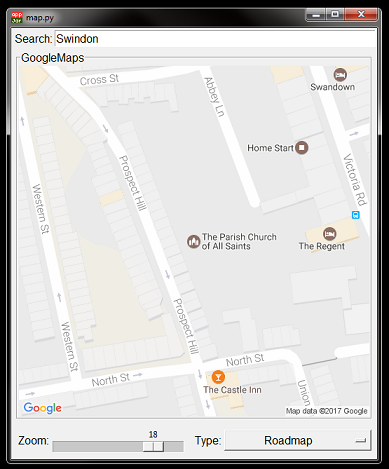 map.py
Search: Swindon
GoogleMaps
Cross St
Abbey Ln
Swandown
Home Start
Victoria Rd
Prospect Hill
Western St
The Parish Church
of All Saints
The Regent
Western St
Prospect Hill
North St
North St
The Castle Inn
Union
Google
Map data ©2017 Google
Zoom: 18 Type: Roadmap